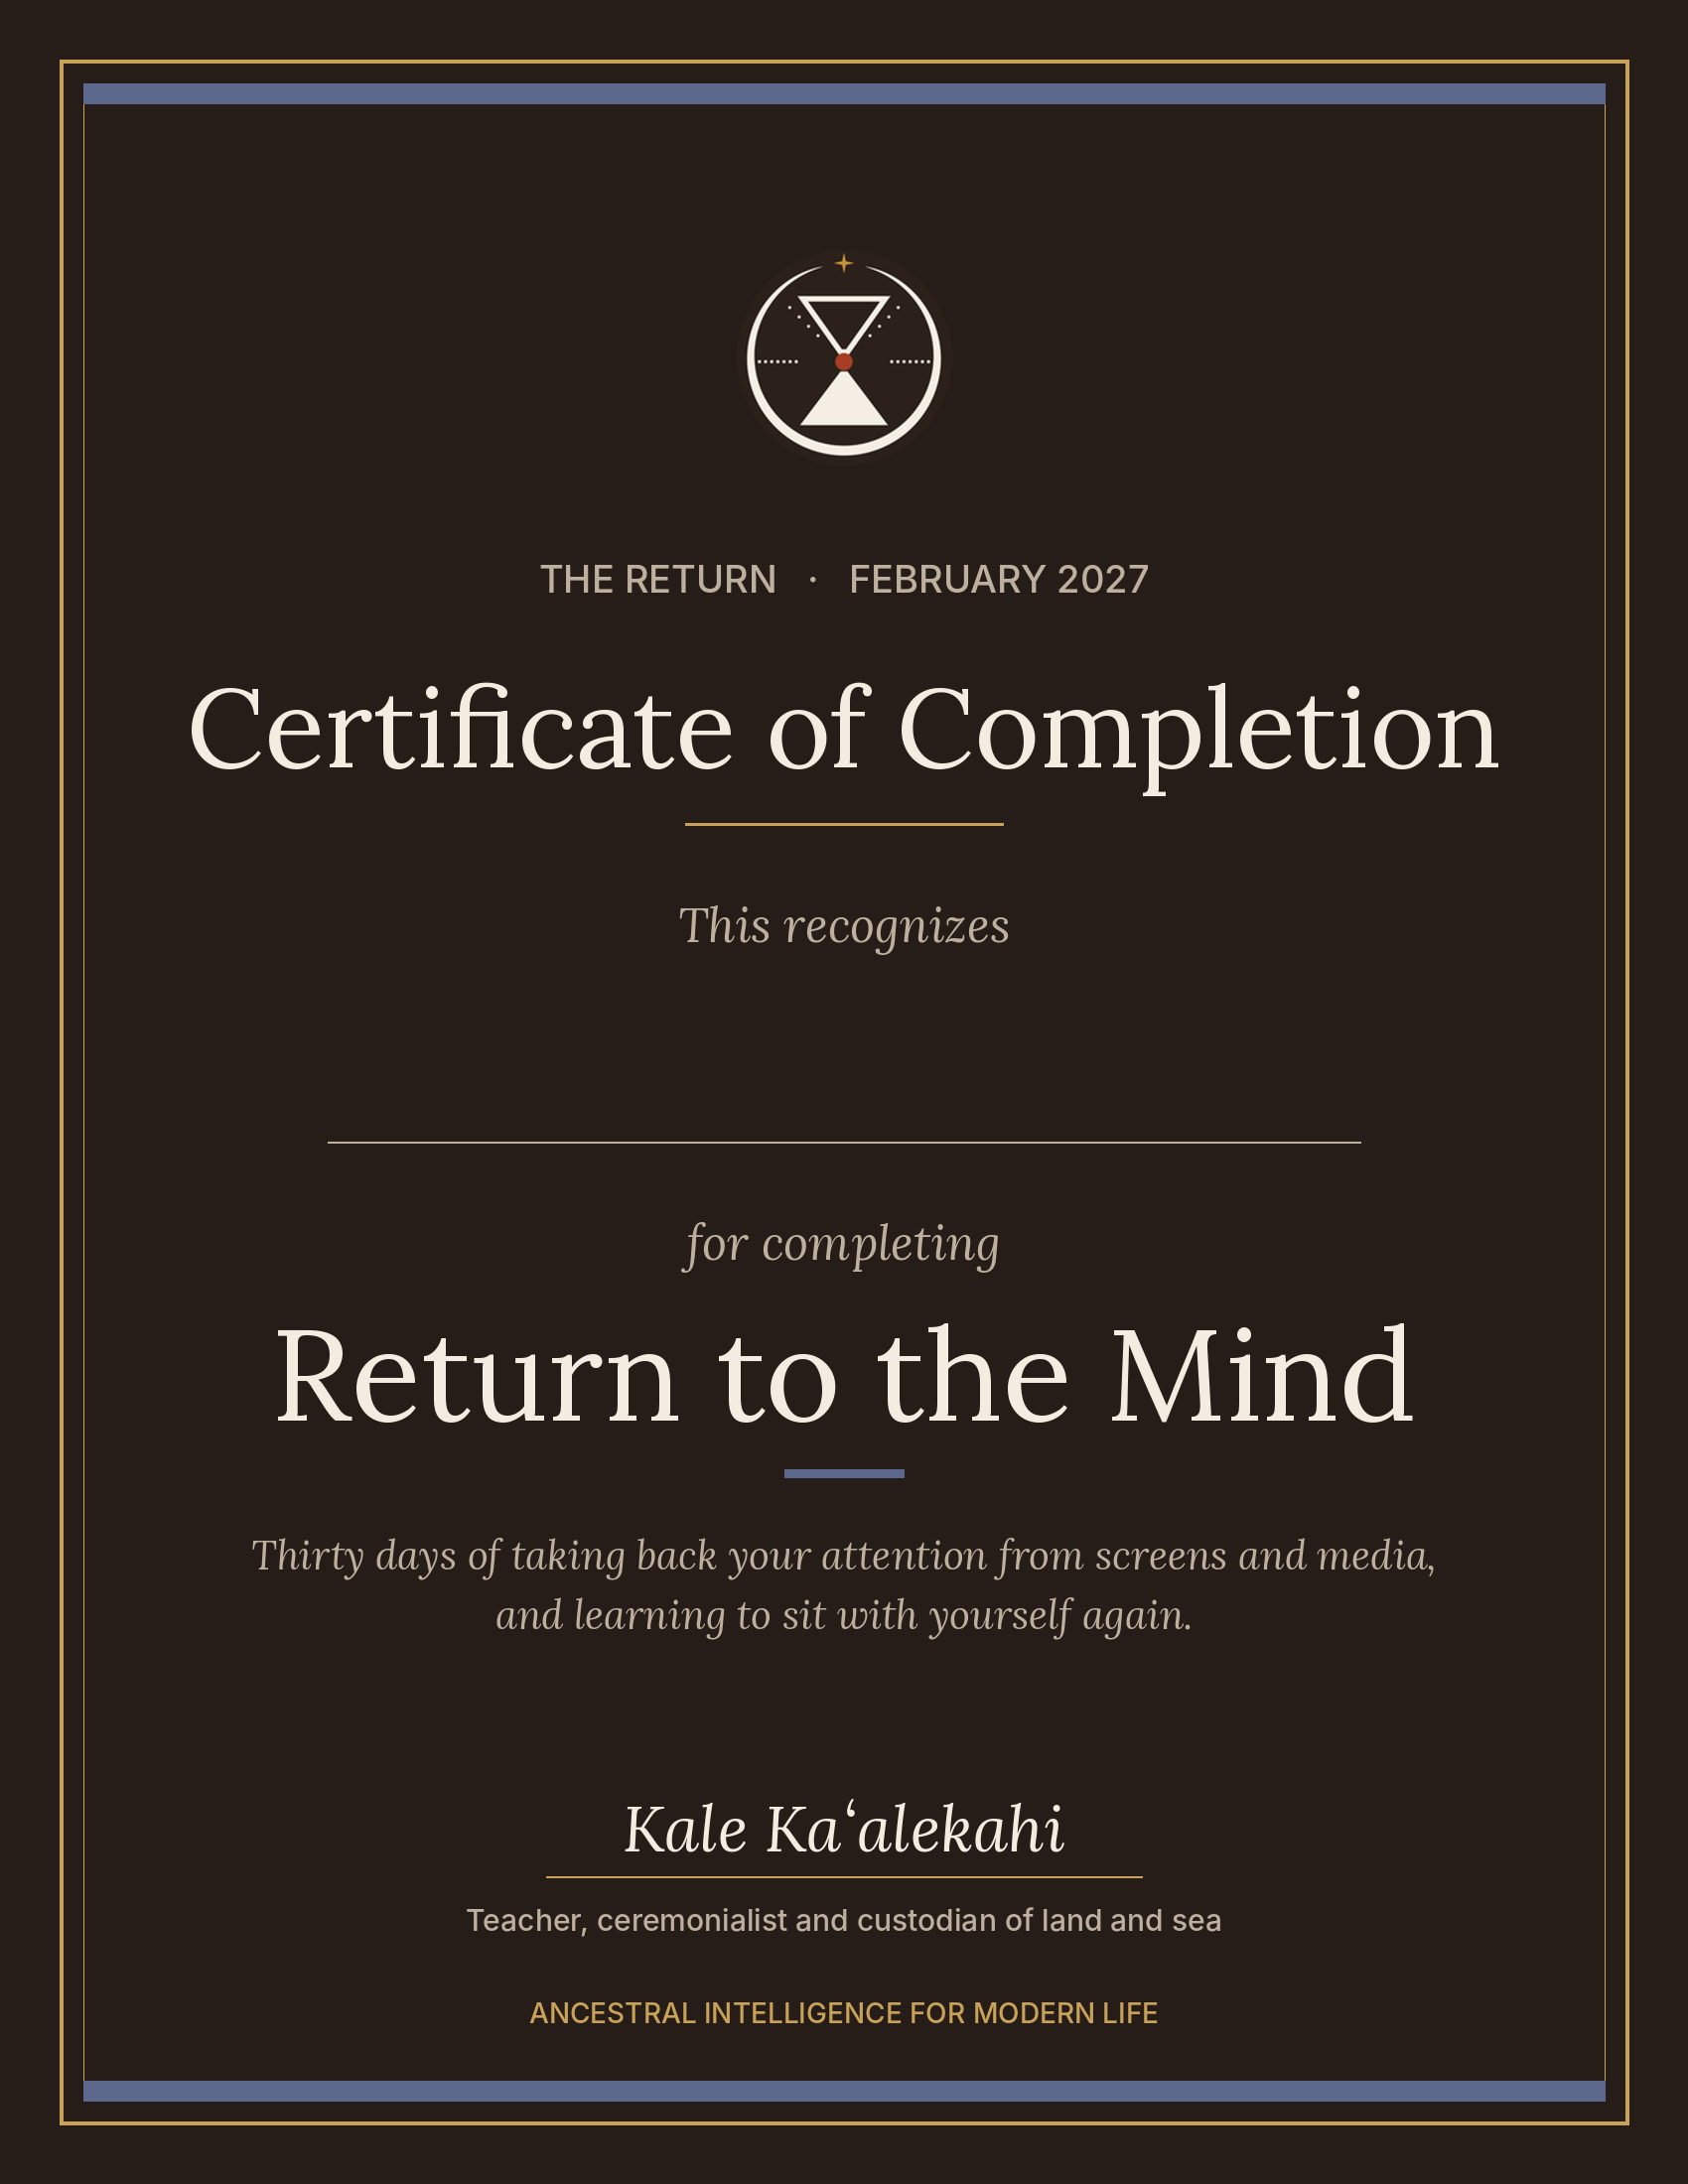 THE RETURN · FEBRUARY 2027
Certificate of Completion
This recognizes
for completing
Return to the Mind
Thirty days of taking back your attention from screens and media,
and learning to sit with yourself again.
Kale Kaʻalekahi
Teacher, ceremonialist and custodian of land and sea
ANCESTRAL INTELLIGENCE FOR MODERN LIFE